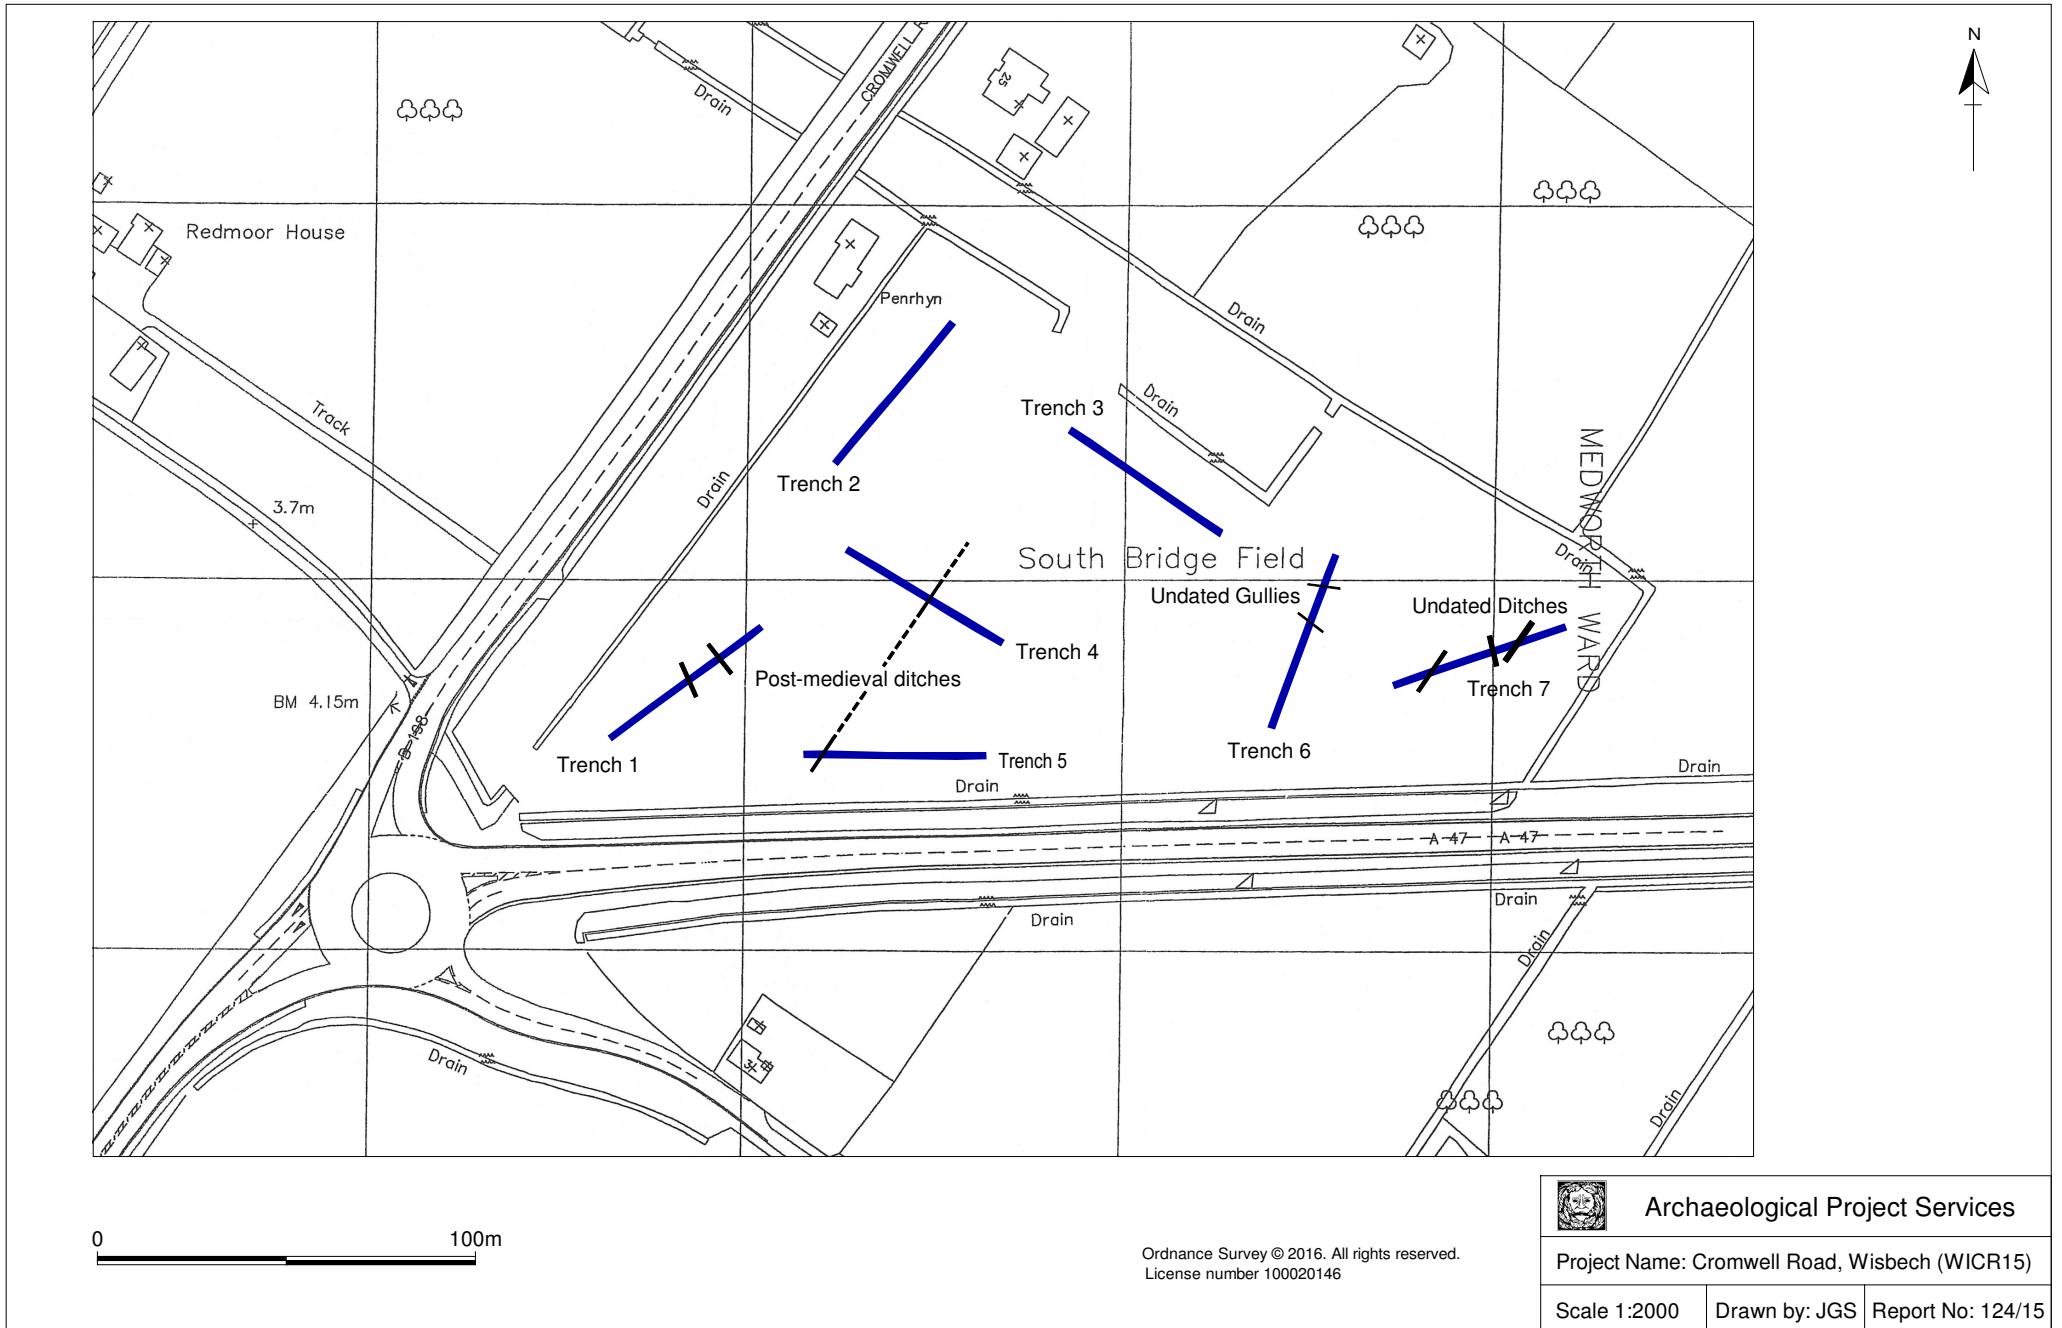 N
CROMWELL R
25
Drain
Redmoor House
Penrhyn
Drain
Track
Trench 3
Drain
Trench 2
Drain
3.7m
MEDWORTH WARD
South Bridge Field
Drain
Undated Gullies
Undated Ditches
Trench 4
Post-medieval ditches
Trench 7
BM 4.15m
B 198
Trench 1
Trench 5
Trench 6
Drain
Drain
A 47
A 47
Drain
Drain
Drain
Drain
Drain
0
100m
Ordnance Survey © 2016. All rights reserved.
License number 100020146
Archaeological Project Services
Project Name: Cromwell Road, Wisbech (WICR15)
Scale 1:2000
Drawn by: JGS
Report No: 124/15